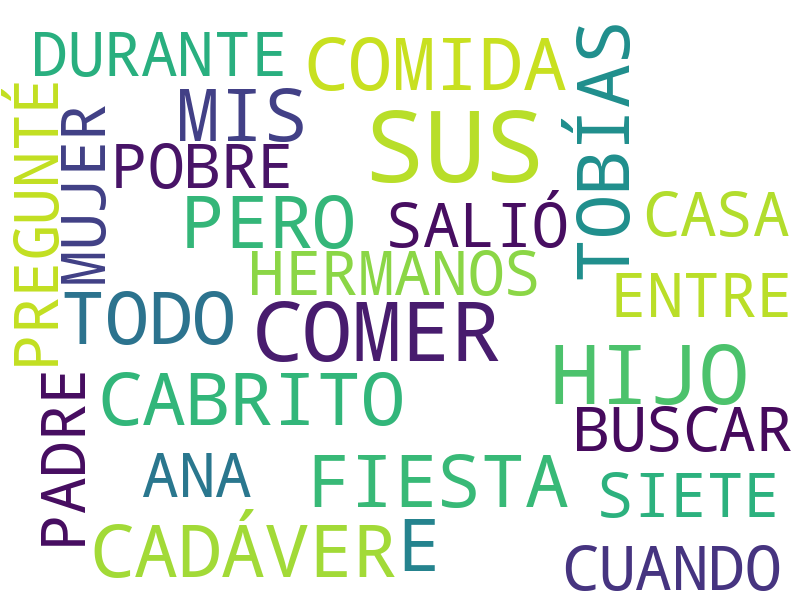 DURANTE
COMIDA
TOBÍAS
PREGUNTÉ
MUJER
MIS
SUS
POBRE
PERO
SALIÓ
CASA
HERMANOS
ENTRE
TODO
COMER
HIJO
PADRE
CABRITO
BUSCAR
ANA
FIESTA
SIETE
CADÁVER
E
CUANDO